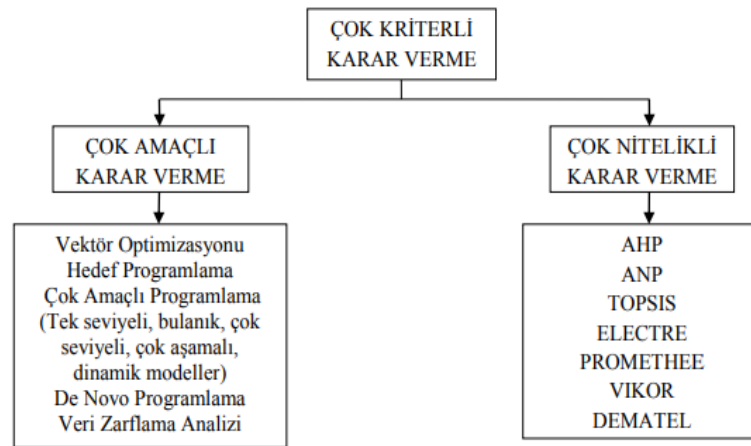 ÇOK KRİTERLİ
KARAR VERME
ÇOK AMAÇLI
KARAR VERME
ÇOK NİTELİKLİ
KARAR VERME
Vektör Optimizasyonu
Hedef Programlama
Çok Amaçlı Programlama
(Tek seviyeli, bulanık, çok
seviyeli, çok aşamalı,
dinamik modeller)
De Novo Programlama
Veri Zarflama Analizi
AHP
ANP
TOPSIS
ELECTRE
PROMETHEE
VIKOR
DEMATEL